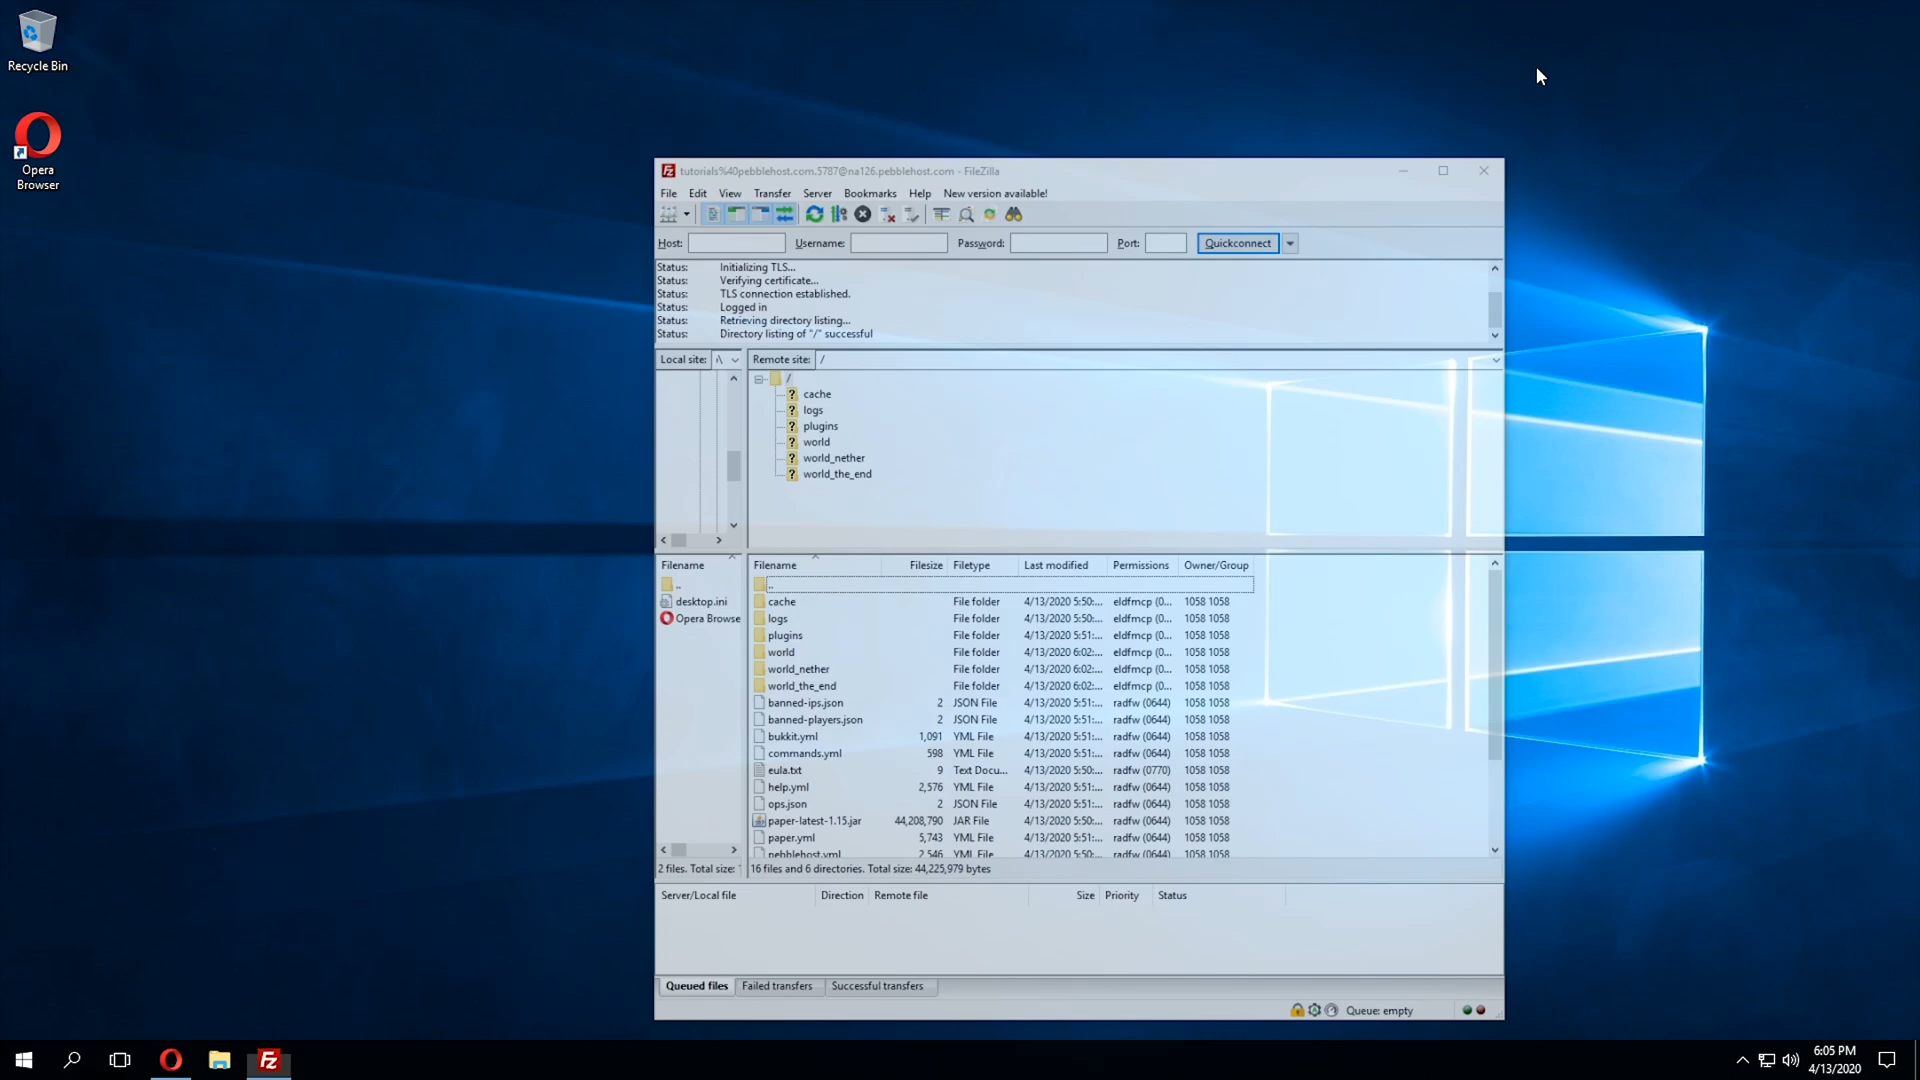 Recycle Bin
Opera
Browser
tutorials%40pebblehost.com.5787@na126.pebblehost.com - FileZilla
File Edit View Transfer Server Bookmarks Help New version available!
Host: Username: Password: Port: Quickconnect
Status: Initializing TLS...
Status: Verifying certificate...
Status: TLS connection established.
Status: Logged in
Status: Retrieving directory listing...
Status: Directory listing of "/" successful
Local site: \ Remote site: /
/
cache
logs
plugins
world
world_nether
world_the_end
Filename
..
desktop.ini
Opera Browse
2 files. Total size:
Filename Filesize Filetype Last modified Permissions Owner/Group
..
cache File folder 4/13/2020 5:50:... eldfmcp (0... 1058 1058
logs File folder 4/13/2020 5:50:... eldfmcp (0... 1058 1058
plugins File folder 4/13/2020 5:51:... eldfmcp (0... 1058 1058
world File folder 4/13/2020 6:02:... eldfmcp (0... 1058 1058
world_nether File folder 4/13/2020 6:02:... eldfmcp (0... 1058 1058
world_the_end File folder 4/13/2020 6:02:... eldfmcp (0... 1058 1058
banned-ips.json 2 JSON File 4/13/2020 5:51:... radfw (0644) 1058 1058
banned-players.json 2 JSON File 4/13/2020 5:51:... radfw (0644) 1058 1058
bukkit.yml 1,091 YML File 4/13/2020 5:51:... radfw (0644) 1058 1058
commands.yml 598 YML File 4/13/2020 5:51:... radfw (0644) 1058 1058
eula.txt 9 Text Docu... 4/13/2020 5:50:... radfw (0770) 1058 1058
help.yml 2,576 YML File 4/13/2020 5:51:... radfw (0644) 1058 1058
ops.json 2 JSON File 4/13/2020 5:51:... radfw (0644) 1058 1058
paper-latest-1.15.jar 44,208,790 JAR File 4/13/2020 5:50:... radfw (0644) 1058 1058
paper.yml 5,743 YML File 4/13/2020 5:51:... radfw (0644) 1058 1058
pebblehost.yml 2,546 YML File 4/13/2020 5:50:... radfw (0644) 1058 1058
16 files and 6 directories. Total size: 44,225,979 bytes
Server/Local file Direction Remote file Size Priority Status
Queued files Failed transfers Successful transfers
Queue: empty
6:05 PM
4/13/2020